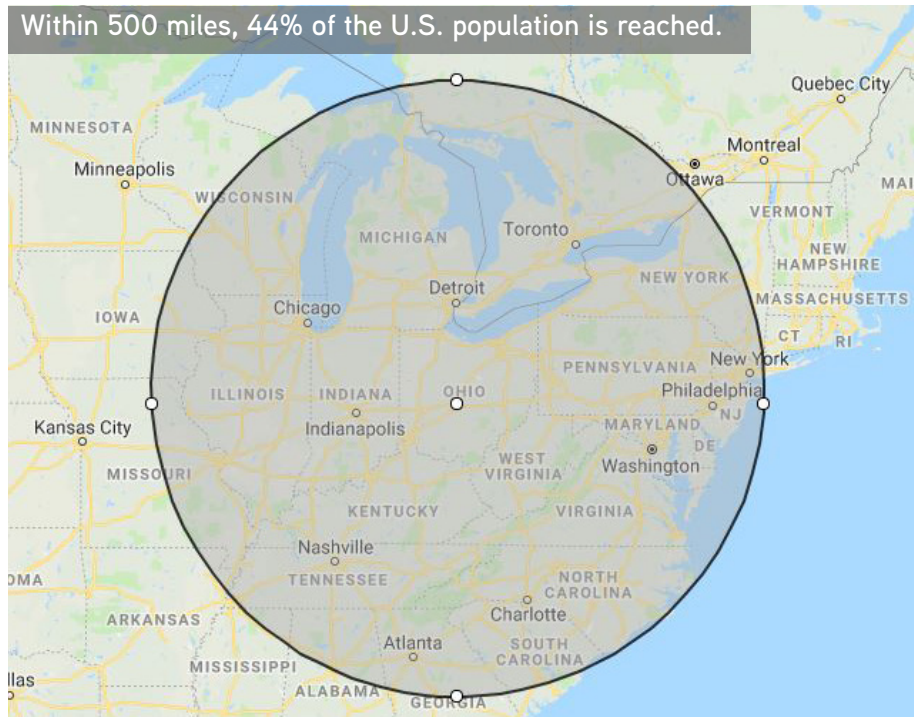 Within 500 miles, 44% of the U.S. population is reached.
Quebec City
MINNESOTA
Montreal
Minneapolis
Ottawa
MAI
WISCONSIN
VERMONT
Toronto
MICHIGAN
NEW
HAMPSHIRE
NEW YORK
Detroit
MASSACHUSETTS
Chicago
IOWA
CT
RI
New York
PENNSYLVANIA
ILLINOIS
INDIANA
OHIO
Philadelphia
NJ
Indianapolis
MARYLAND
Kansas City
DE
WEST
VIRGINIA
Washington
MISSOURI
KENTUCKY
VIRGINIA
Nashville
TENNESSEE
NORTH
CAROLINA
OMA
Charlotte
ARKANSAS
Atlanta
SOUTH
CAROLINA
MISSISSIPPI
llas
ALABAMA
GEORGIA